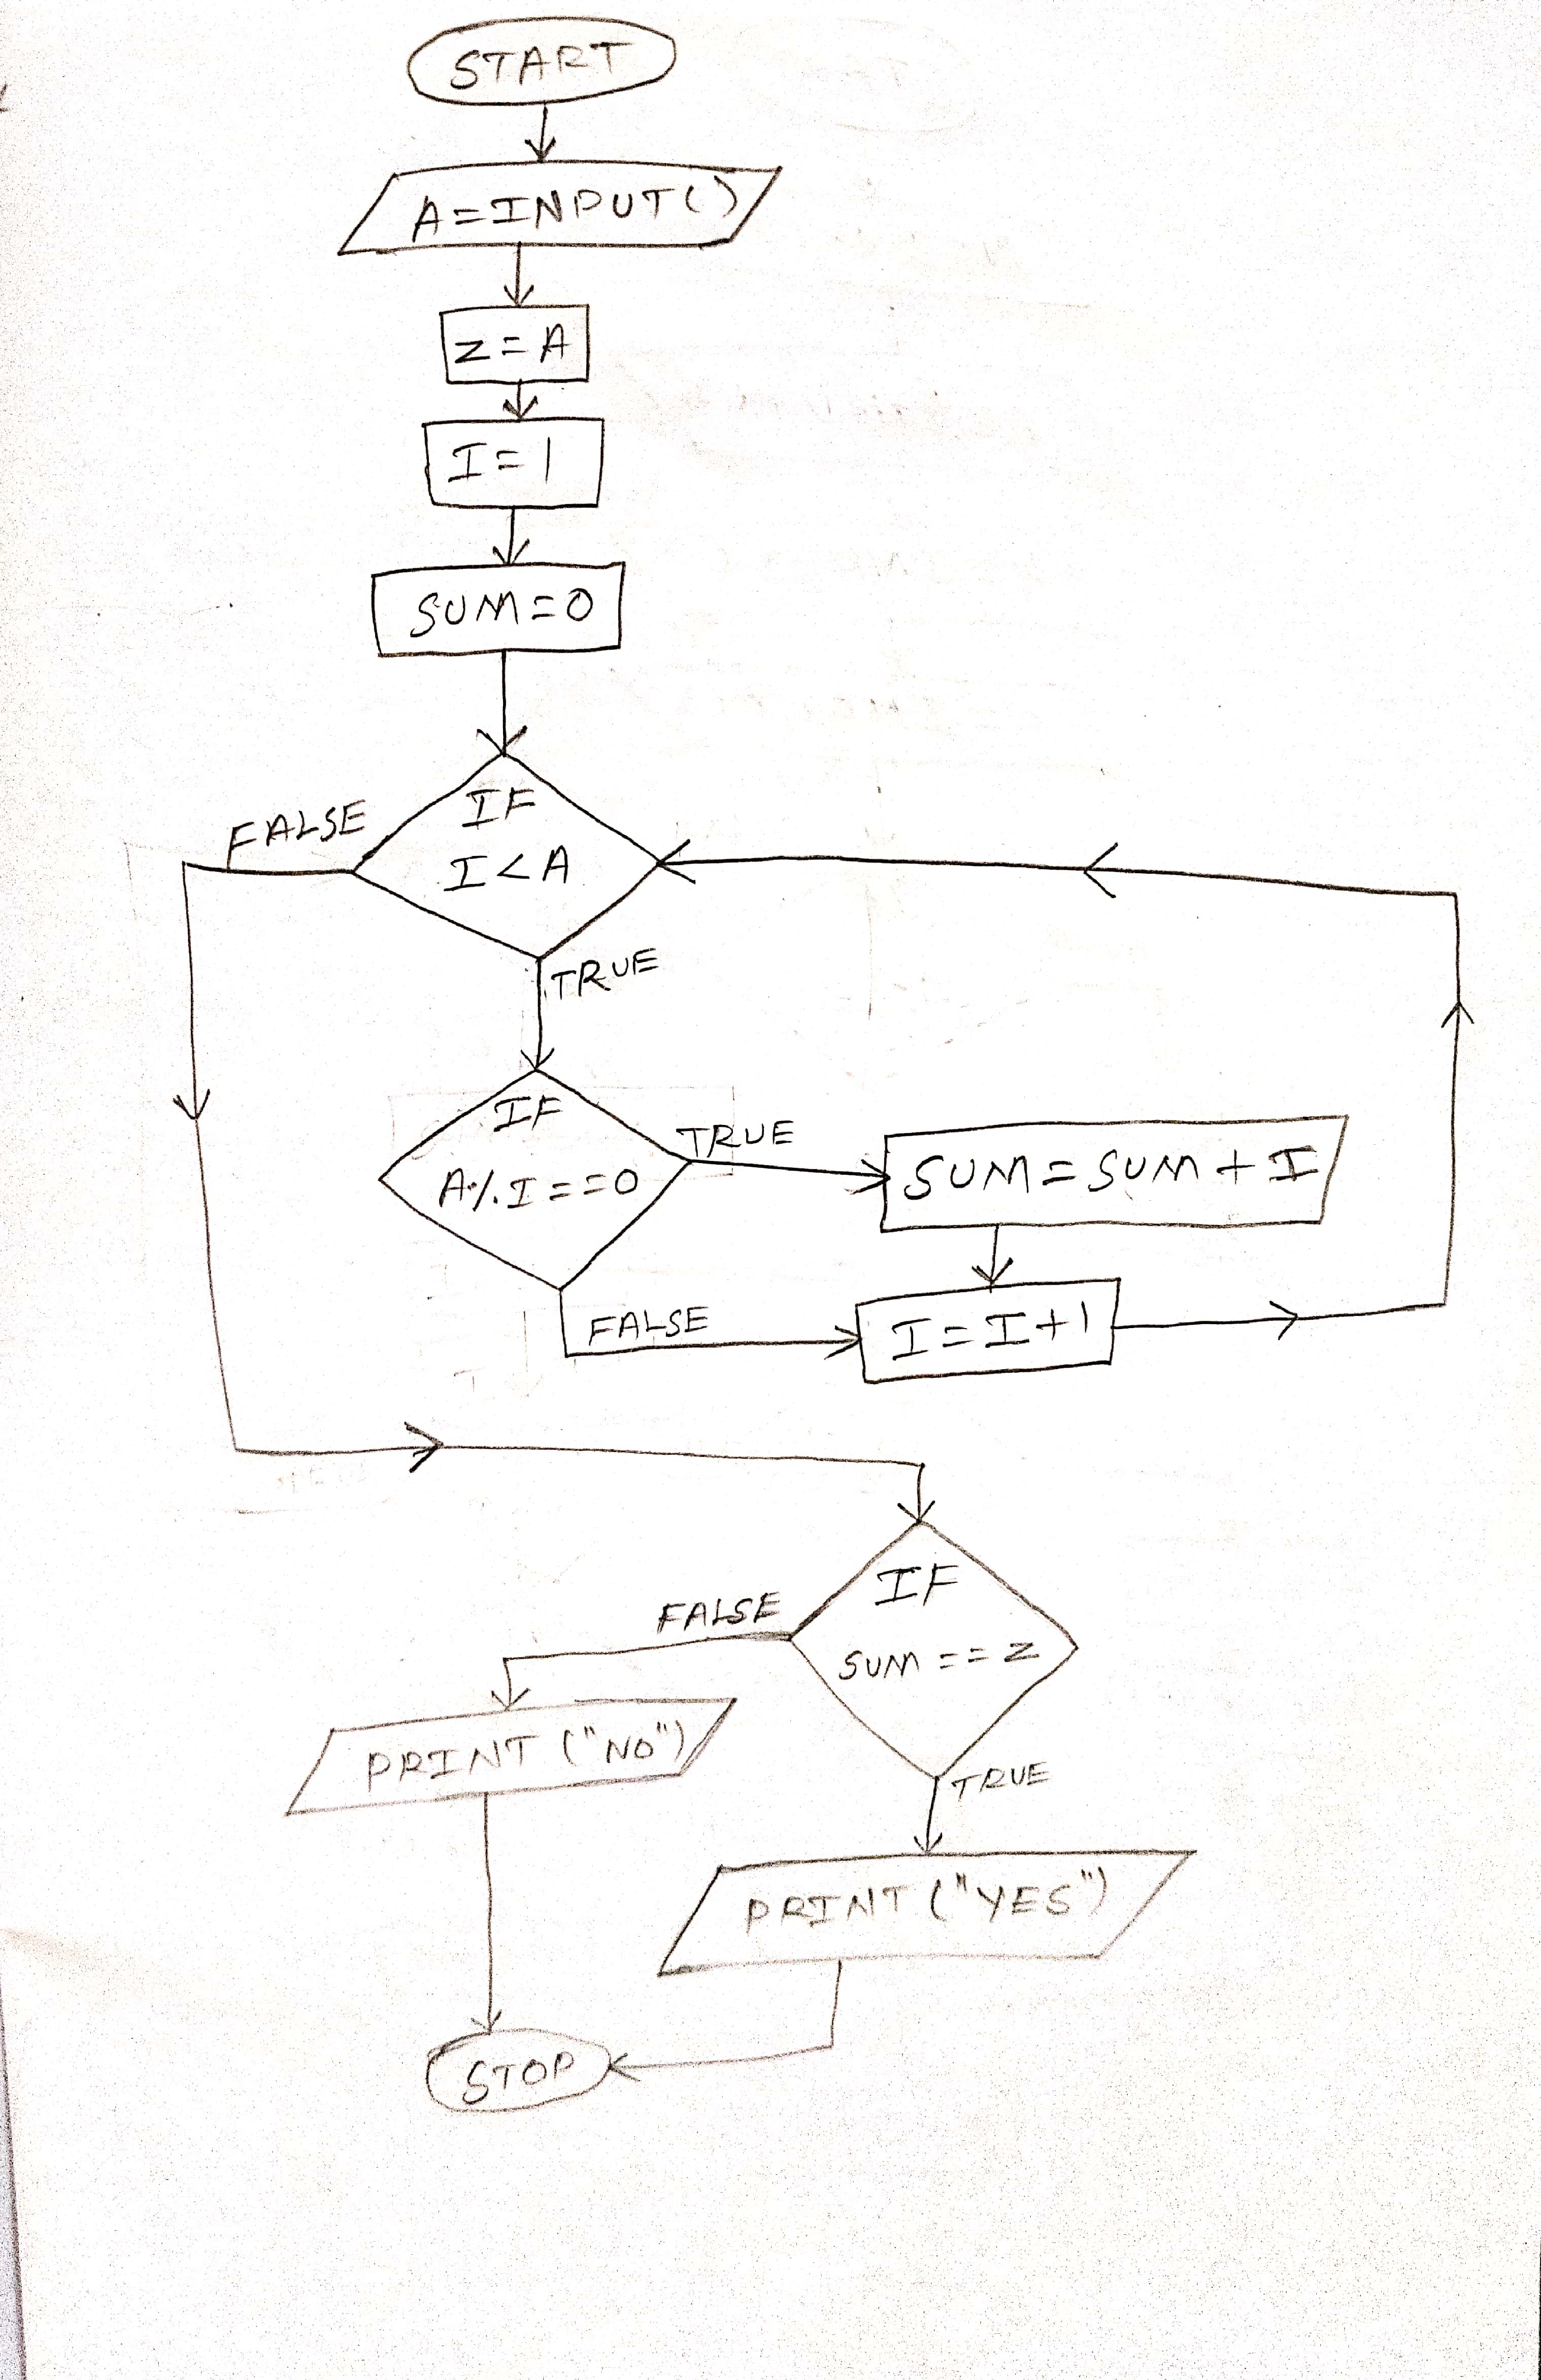 START
A=INPUT()
Z=A
I=1
SUM=0
IF
I<A
FALSE
TRUE
IF
A%I==0
TRUE
SUM=SUM+I
FALSE
I=I+1
IF
SUM==Z
FALSE
PRINT("NO")
TRUE
PRINT("YES")
STOP